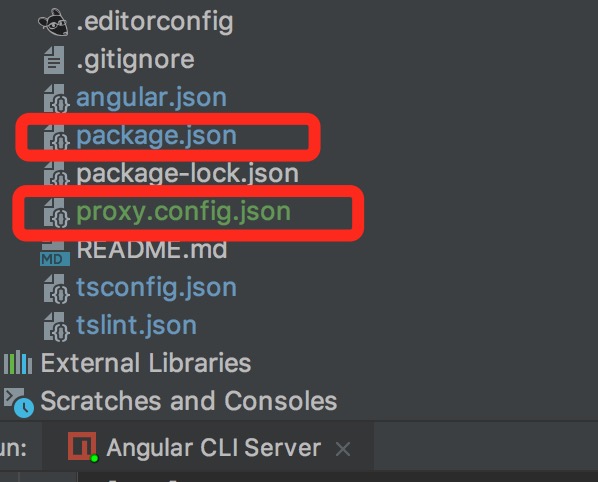 .editorconfig
.gitignore
angular.json
package.json
package-lock.json
proxy.config.json
README.md
MD
tsconfig.json
tslint.json
External Libraries
Scratches and Consoles
un: Angular CLI Server